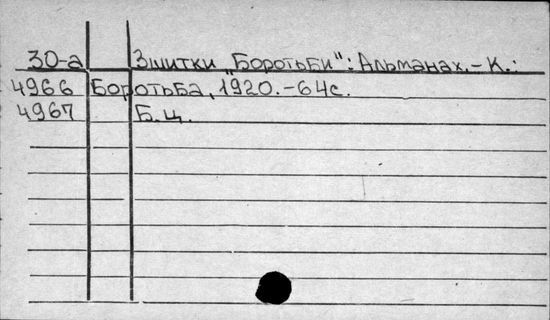 30-а Зшитки "Боротьби": Альманах.- К.:
4966 Боротьба, 1920.-64с.
4967 Б.ц.